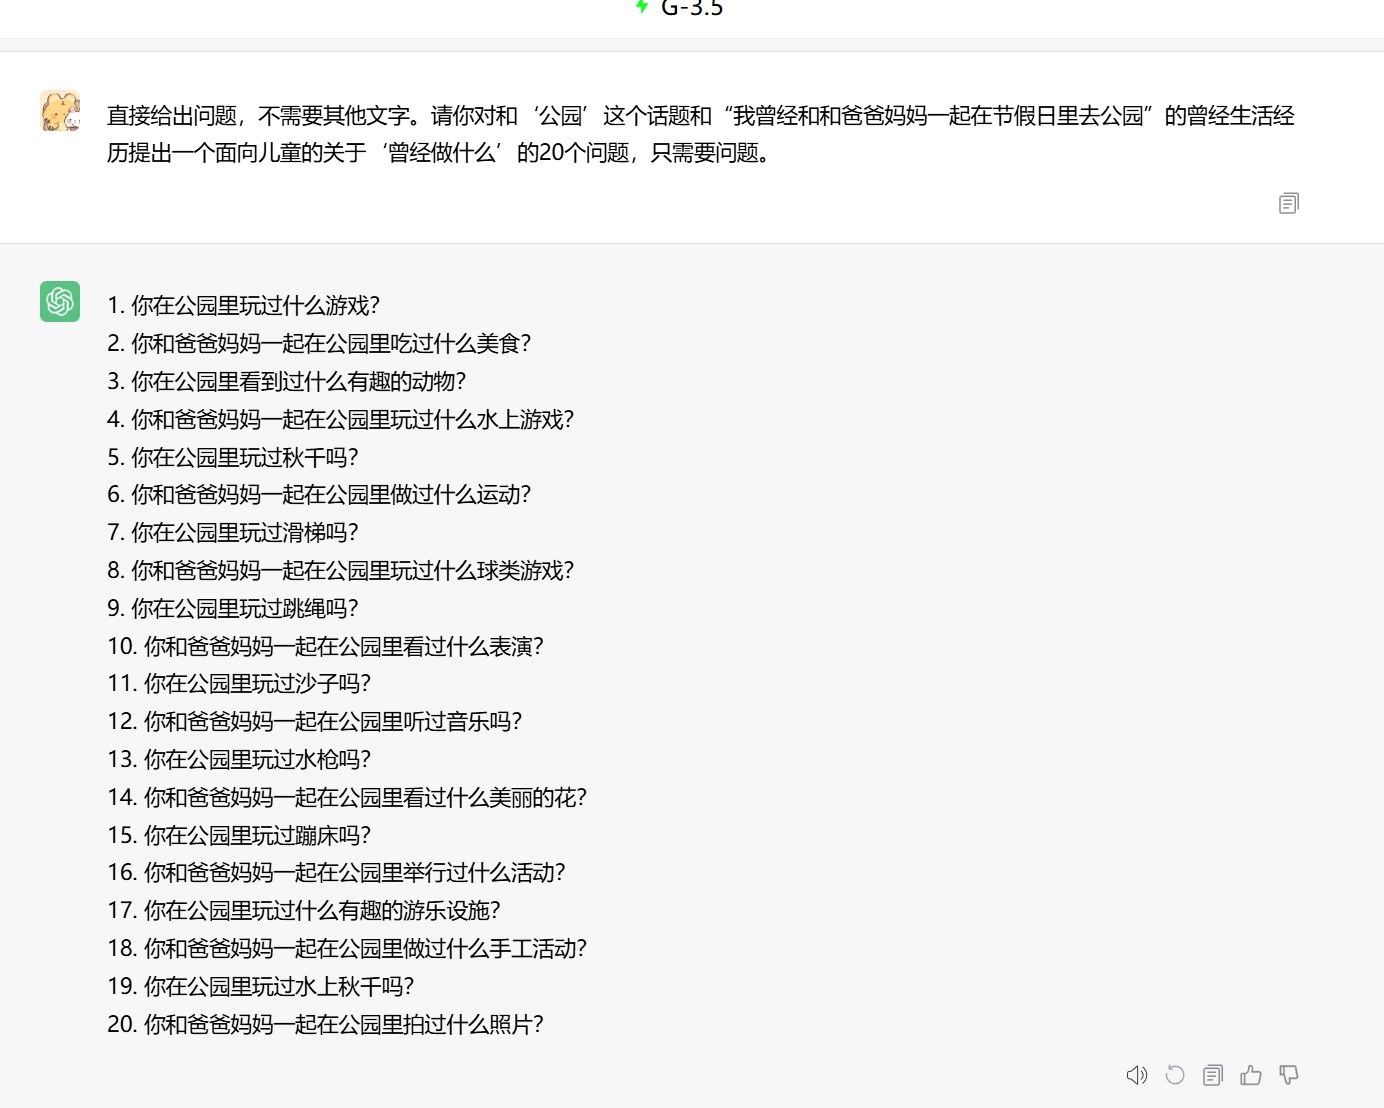 G-3.5
直接给出问题，不需要其他文字。请你对和‘公园’这个话题和“我曾经和和爸爸妈妈一起在节假日里去公园”的曾经生活经
历提出一个面向儿童的关于‘曾经做什么’的20个问题，只需要问题。
1. 你在公园里玩过什么游戏？
2. 你和爸爸妈妈一起在公园里吃过什么美食？
3. 你在公园里看到过什么有趣的动物？
4. 你和爸爸妈妈一起在公园里玩过什么水上游戏？
5. 你在公园里玩过秋千吗？
6. 你和爸爸妈妈一起在公园里做过什么运动？
7. 你在公园里玩过滑梯吗？
8. 你和爸爸妈妈一起在公园里玩过什么球类游戏？
9. 你在公园里玩过跳绳吗？
10. 你和爸爸妈妈一起在公园里看过什么表演？
11. 你在公园里玩过沙子吗？
12. 你和爸爸妈妈一起在公园里听过音乐吗？
13. 你在公园里玩过水枪吗？
14. 你和爸爸妈妈一起在公园里看过什么美丽的花？
15. 你在公园里玩过蹦床吗？
16. 你和爸爸妈妈一起在公园里举行过什么活动？
17. 你在公园里玩过什么有趣的游乐设施？
18. 你和爸爸妈妈一起在公园里做过什么手工活动？
19. 你在公园里玩过水上秋千吗？
20. 你和爸爸妈妈一起在公园里拍过什么照片？